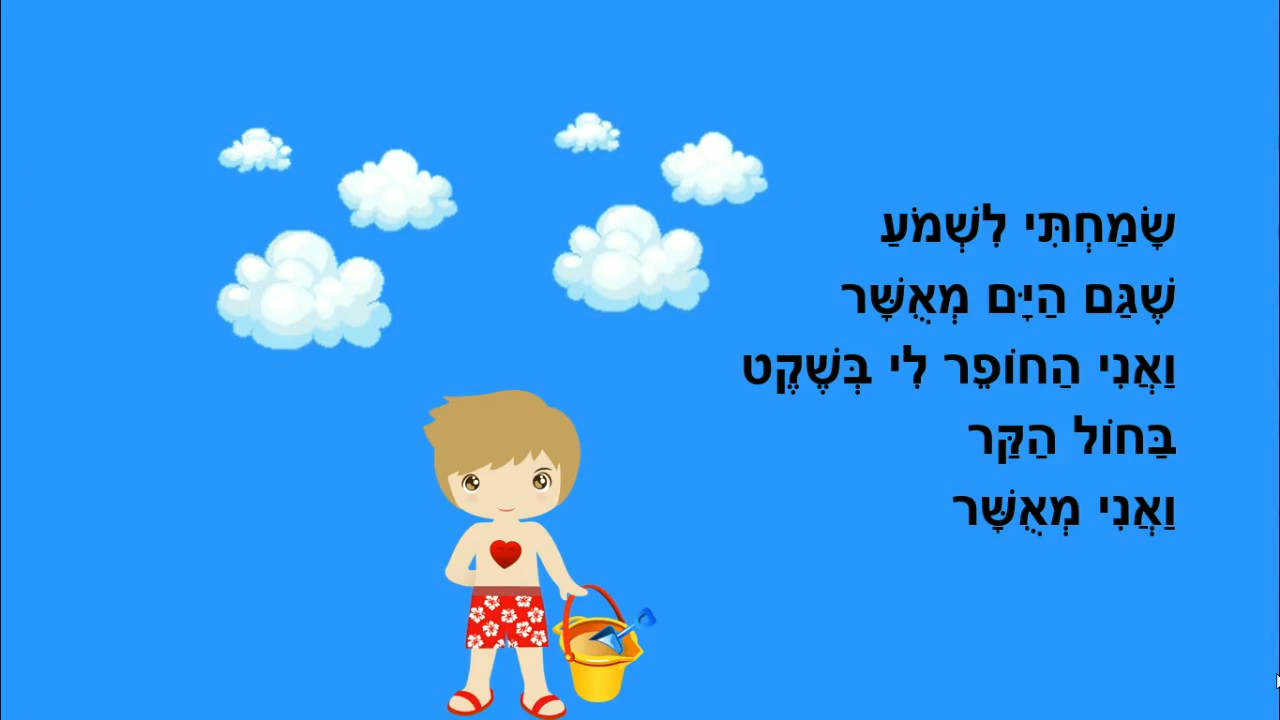 שָׂמַחְתִּי לִשְׁמֹעַ
שֶׁגַּם הַיָּם מְאֻשָּׁר
וַאֲנִי הַחוֹפֵר לִי בְּשֶׁקֶט
בַּחוֹל הַקַּר
וַאֲנִי מְאֻשָּׁר